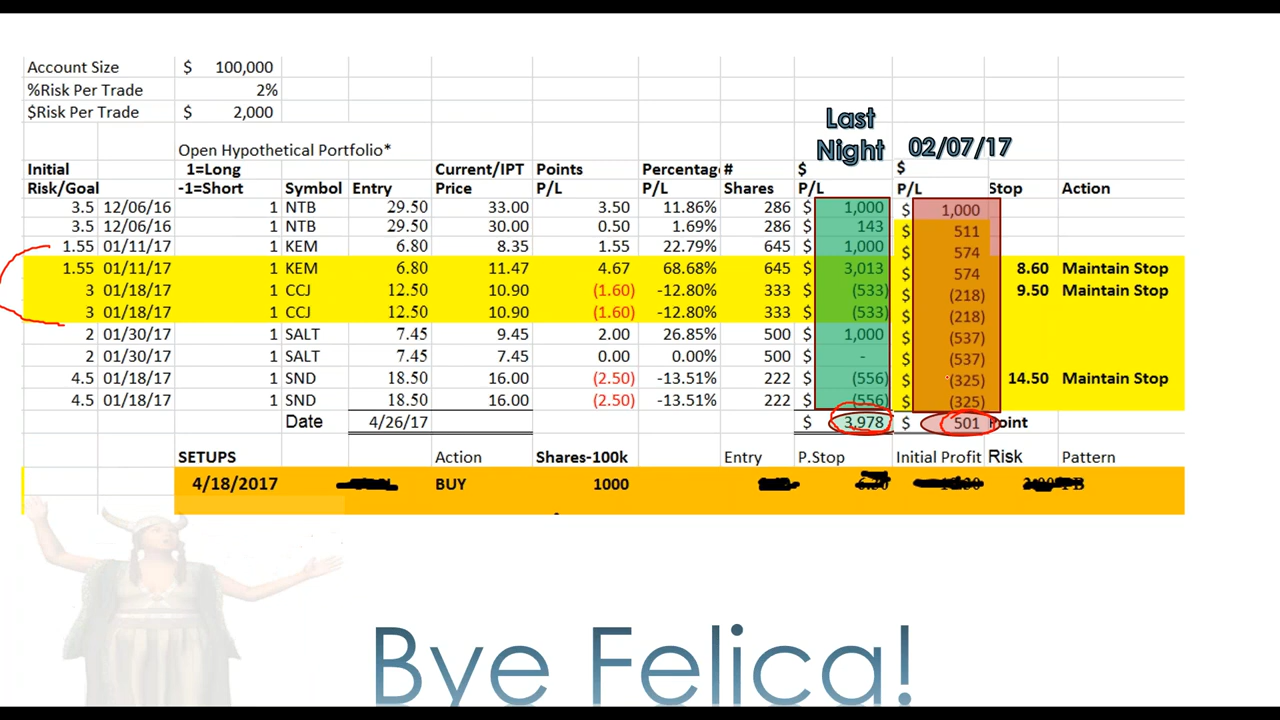 Account Size $ 100,000
%Risk Per Trade 2%
$Risk Per Trade $ 2,000
Last
Night
02/07/17
Open Hypothetical Portfolio*
Initial 1=Long Current/IPT Points Percentag # $ $
Risk/Goal -1=Short Symbol Entry Price P/L P/L Shares P/L P/L Stop Action
3.5 12/06/16 1 NTB 29.50 33.00 3.50 11.86% 286 $ 1,000 $ 1,000
3.5 12/06/16 1 NTB 29.50 30.00 0.50 1.69% 286 $ 143 $ 511
1.55 01/11/17 1 KEM 6.80 8.35 1.55 22.79% 645 $ 1,000 $ 574
1.55 01/11/17 1 KEM 6.80 11.47 4.67 68.68% 645 $ 3,013 $ 574 8.60 Maintain Stop
3 01/18/17 1 CCJ 12.50 10.90 (1.60) -12.80% 333 $ (533) $ (218) 9.50 Maintain Stop
3 01/18/17 1 CCJ 12.50 10.90 (1.60) -12.80% 333 $ (533) $ (218)
2 01/30/17 1 SALT 7.45 9.45 2.00 26.85% 500 $ 1,000 $ (537)
2 01/30/17 1 SALT 7.45 7.45 0.00 0.00% 500 $ - $ (537)
4.5 01/18/17 1 SND 18.50 16.00 (2.50) -13.51% 222 $ (556) $ (325) 14.50 Maintain Stop
4.5 01/18/17 1 SND 18.50 16.00 (2.50) -13.51% 222 $ (556) $ (325)
Date 4/26/17 $ 3,978 $ 501 Point
SETUPS Action Shares-100k Entry P.Stop Initial Profit Risk Pattern
4/18/2017 BUY 1000
Bye Felica!